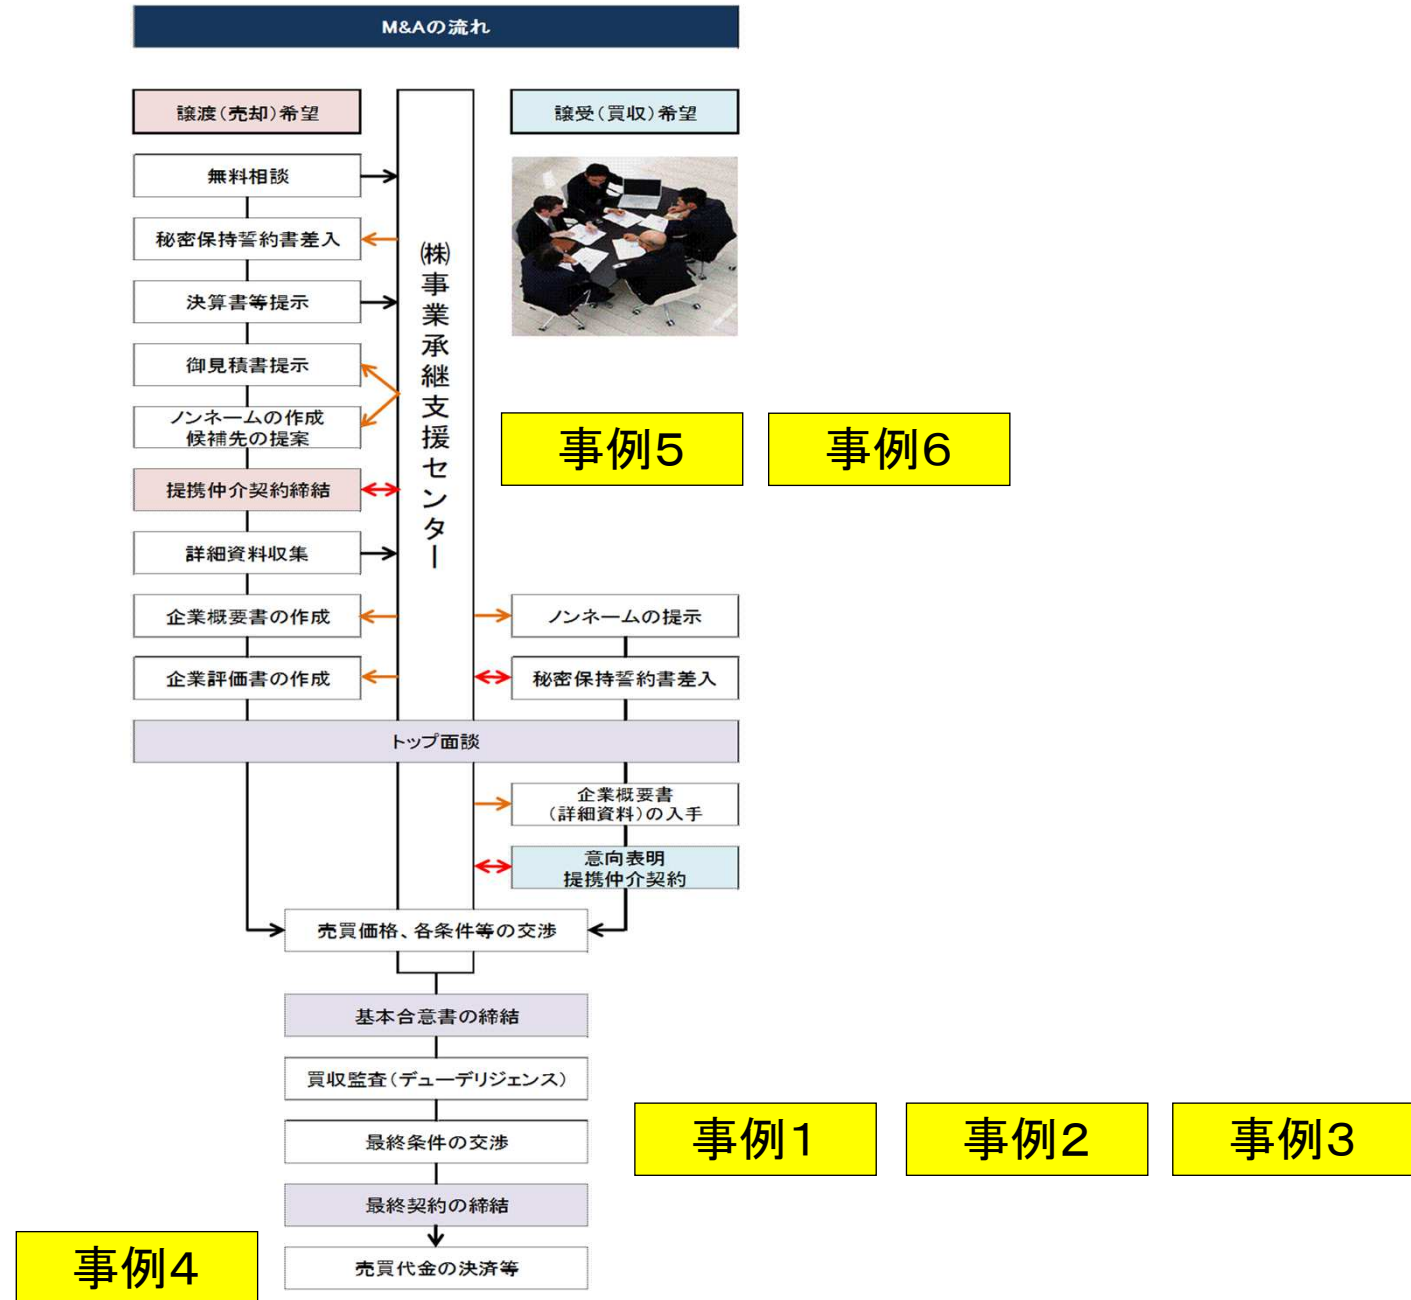 M&Aの流れ
譲渡(売却)希望
譲受(買収)希望
無料相談
秘密保持誓約書差入
決算書等提示
御見積書提示
ノンネームの作成
候補先の提案
提携仲介契約締結
詳細資料収集
企業概要書の作成
企業評価書の作成
㈱事業承継支援センター
事例5
事例6
ノンネームの提示
秘密保持誓約書差入
トップ面談
企業概要書
(詳細資料)の入手
意向表明
提携仲介契約
売買価格、各条件等の交渉
基本合意書の締結
買収監査(デューデリジェンス)
最終条件の交渉
事例1
事例2
事例3
最終契約の締結
事例4
売買代金の決済等